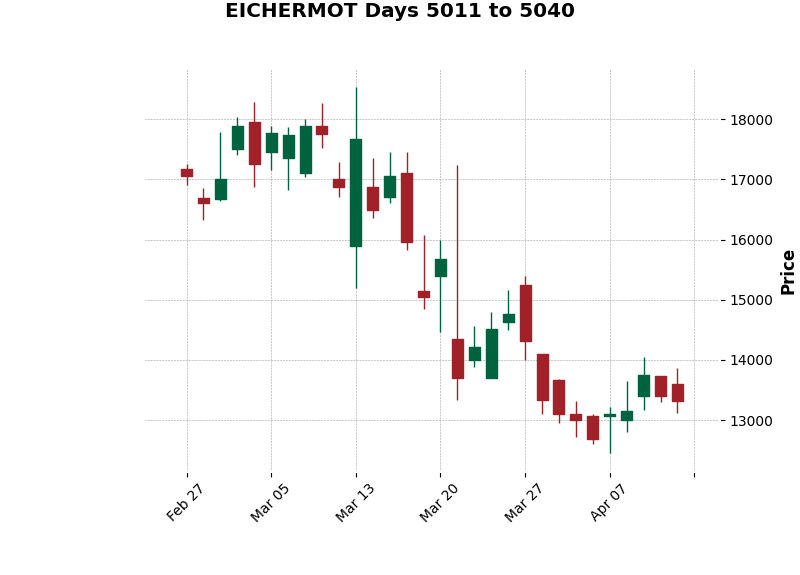 EICHERMOT Days 5011 to 5040
18000
17000
16000
15000
14000
13000
Price
Feb 27
Mar 05
Mar 13
Mar 20
Mar 27
Apr 07